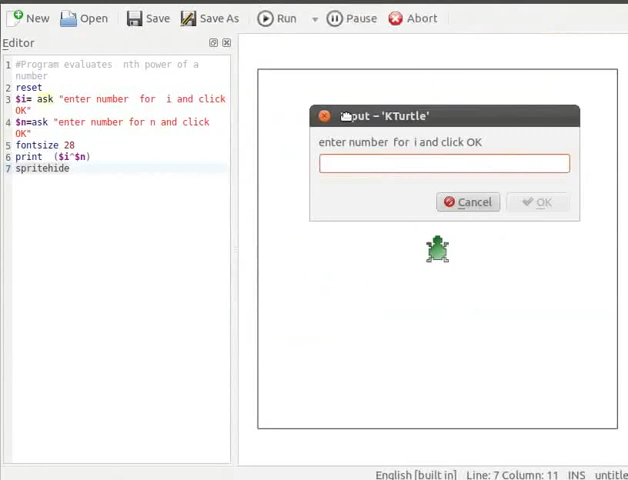 New Open Save Save As Run Pause Abort
Editor
1 #Program evaluates nth power of a
number
2 reset
3 $i= ask "enter number for i and click
OK"
4 $n=ask "enter number for n and click
OK"
5 fontsize 28
6 print ($i^$n)
7 spritehide
– 'KTurtle'
enter number for i and click OK
Cancel OK
English [built in] Line: 7 Column: 11 INS